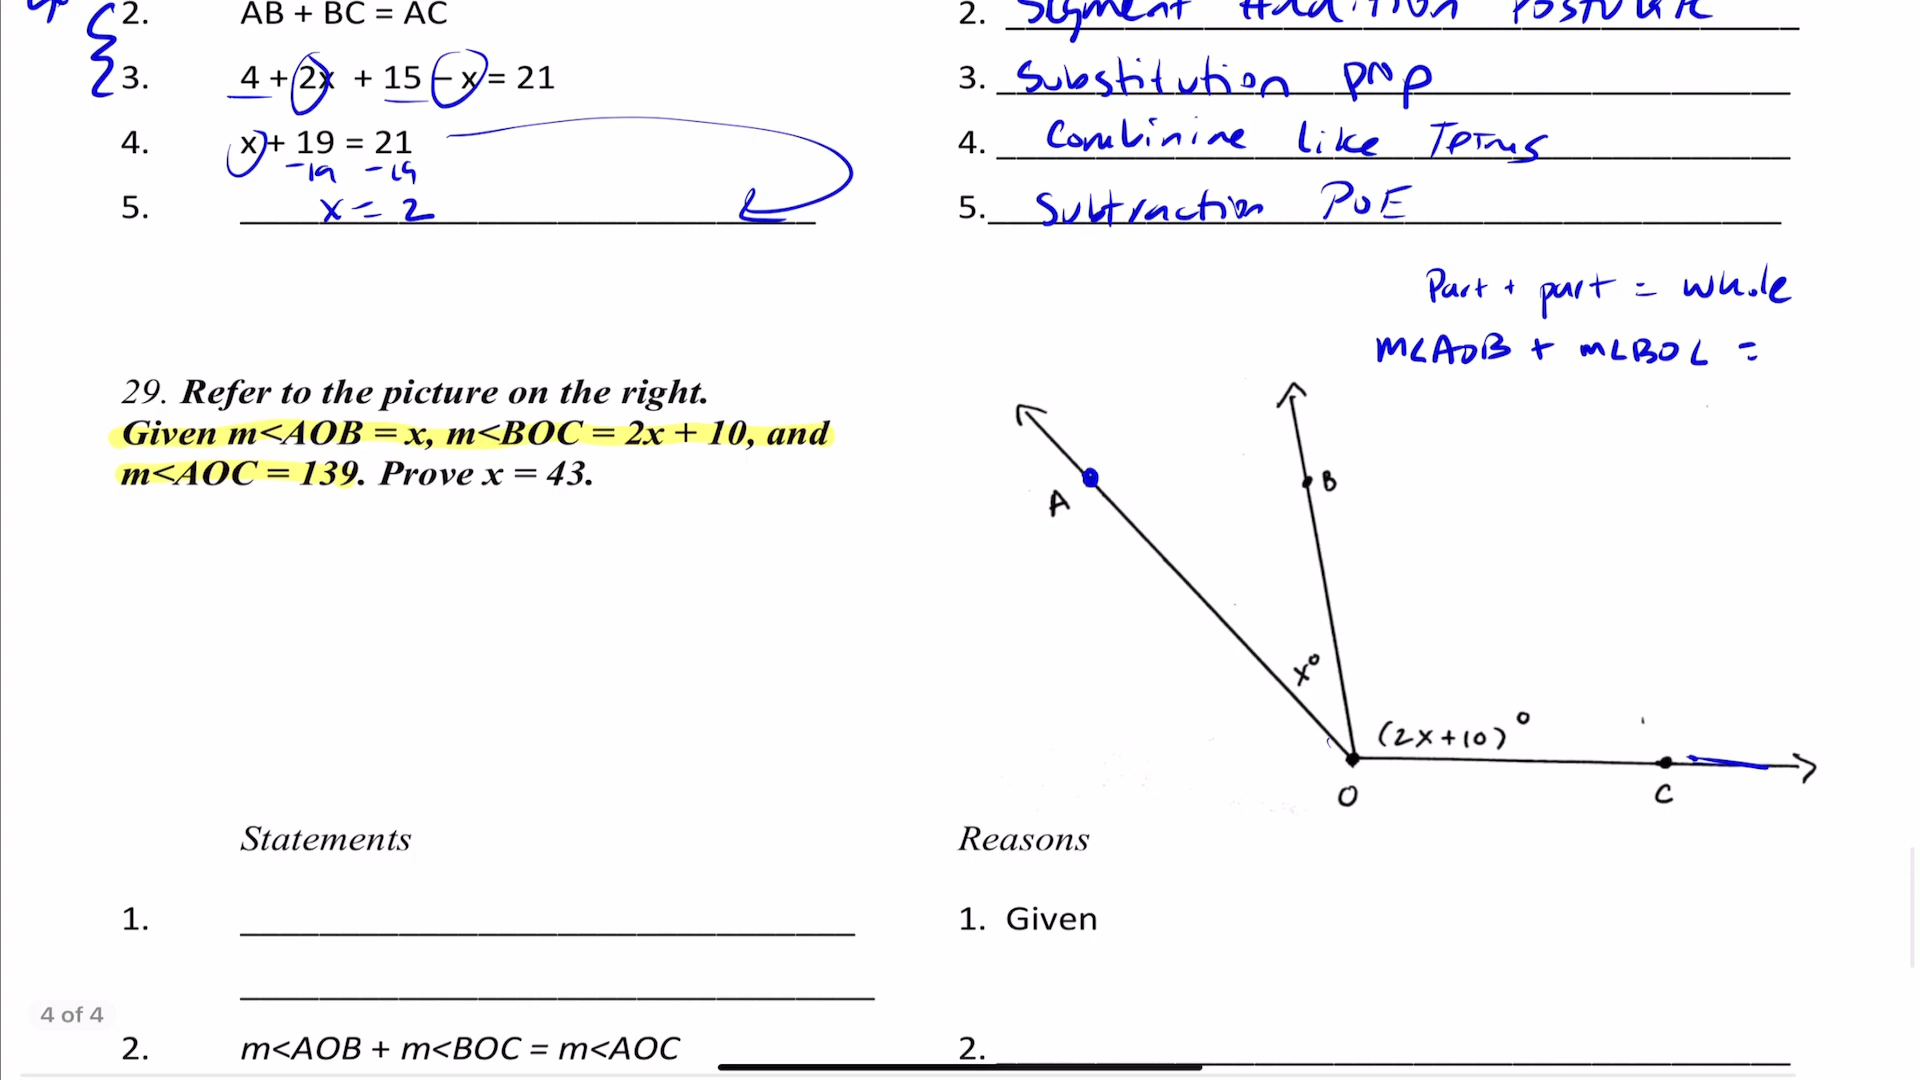 2. AB + BC = AC 2. Segment Addition Postulate
3. 4 + 2x + 15 – x = 21 3. Substitution prop
4. x + 19 = 21 4. Combinine like Terms
-19 -19
5. x = 2 5. Subtraction PoE
Part + part = whole
m<AOB + m<BOC =
29. Refer to the picture on the right.
Given m<AOB = x, m<BOC = 2x + 10, and
m<AOC = 139. Prove x = 43.
A
B
x°
(2x+10)°
O
C
Statements Reasons
1. 1. Given
4 of 4
2. m<AOB + m<BOC = m<AOC 2.